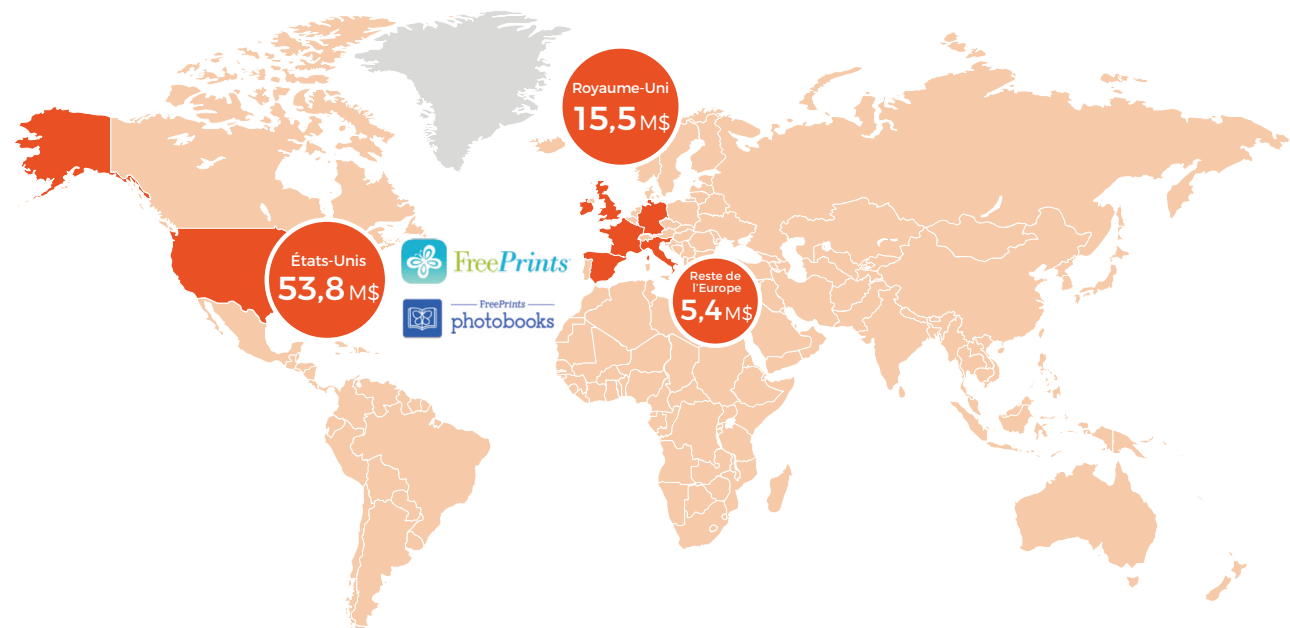 Royaume-Uni
15,5 M$
États-Unis
53,8 M$
FreePrints
FreePrints
photobooks
Reste de
l'Europe
5,4 M$